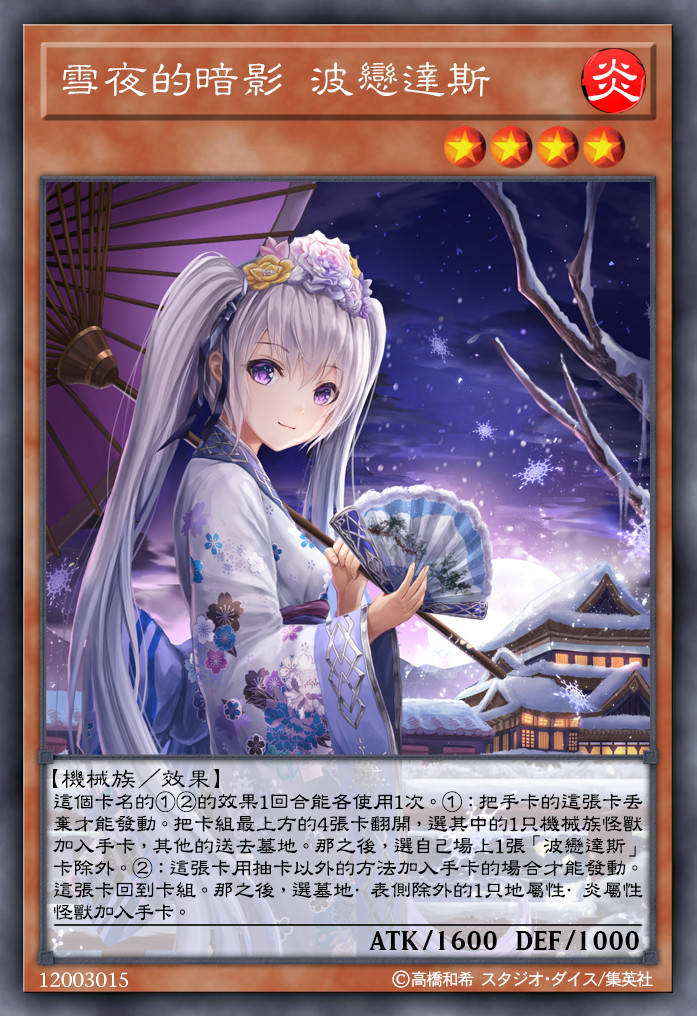 雪夜的暗影 波戀達斯
炎
【機械族／效果】
這個卡名的①②的效果1回合能各使用1次。①：把手卡的這張卡丟
棄才能發動。把卡組最上方的4張卡翻開，選其中的1只機械族怪獸
加入手卡，其他的送去墓地。那之後，選自己場上1張「波戀達斯」
卡除外。②：這張卡用抽卡以外的方法加入手卡的場合才能發動。
這張卡回到卡組。那之後，選墓地·表側除外的1只地屬性·炎屬性
怪獸加入手卡。
ATK/1600 DEF/1000
12003015 ©高橋和希 スタジオ・ダイス/集英社